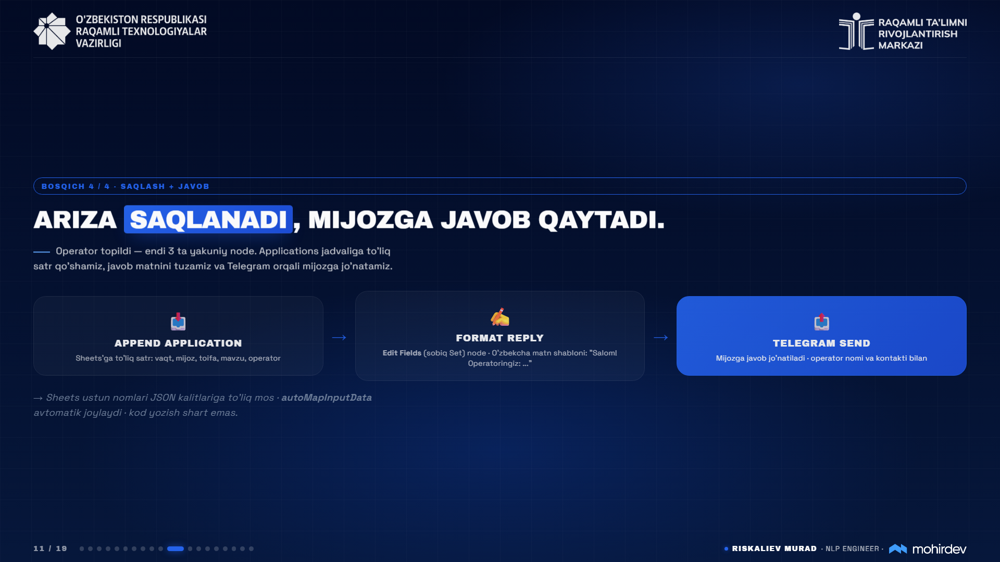 O'ZBEKISTON RESPUBLIKASI
RAQAMLI TEXNOLOGIYALAR
VAZIRLIGI
RAQAMLI TA'LIMNI
RIVOJLANTIRISH
MARKAZI
BOSQICH 4 / 4 · SAQLASH + JAVOB
ARIZA SAQLANADI, MIJOZGA JAVOB QAYTADI.
Operator topildi — endi 3 ta yakuniy node. Applications jadvaliga to'liq
satr qo'shamiz, javob matnini tuzamiz va Telegram orqali mijozga jo'natamiz.
APPEND APPLICATION
Sheets'ga to'liq satr: vaqt, mijoz, toifa, mavzu, operator
→
FORMAT REPLY
Edit Fields (sobiq Set) node · O'zbekcha matn shabloni: "Salom!
Operatoringiz: ..."
→
TELEGRAM SEND
Mijozga javob jo'natiladi · operator nomi va kontakti bilan
→ Sheets ustun nomlari JSON kalitlariga to'liq mos · autoMapInputData
avtomatik joylaydi · kod yozish shart emas.
11 / 19
RISKALIEV MURAD · NLP ENGINEER ·
mohirdev